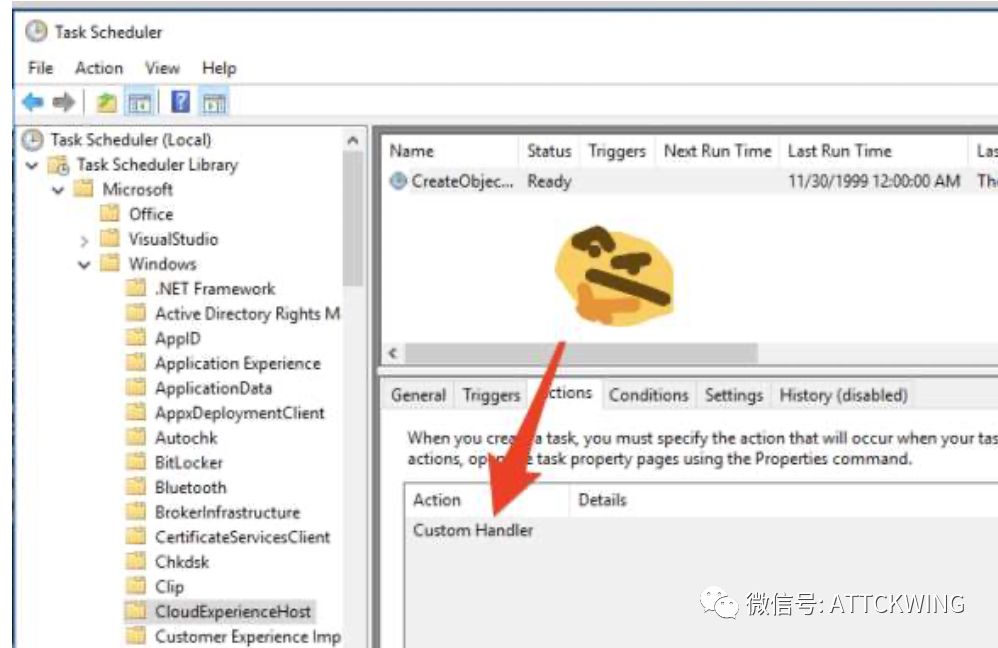 Task Scheduler
File Action View Help
Task Scheduler (Local)
Task Scheduler Library
Microsoft
Office
VisualStudio
Windows
.NET Framework
Active Directory Rights M
AppID
Application Experience
ApplicationData
AppxDeploymentClient
Autochk
BitLocker
Bluetooth
BrokerInfrastructure
CertificateServicesClient
Chkdsk
Clip
CloudExperienceHost
Customer Experience Imp
Name Status Triggers Next Run Time Last Run Time Las
CreateObjec... Ready 11/30/1999 12:00:00 AM The
General Triggers ctions Conditions Settings History (disabled)
When you crea a task, you must specify the action that will occur when your tas
actions, ope e task property pages using the Properties command.
Action Details
Custom Handler
微信号: ATTCKWING